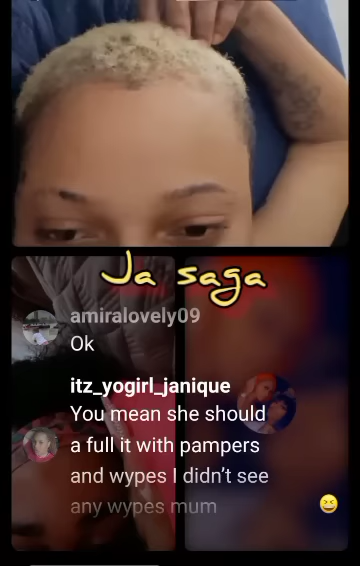 Ja saga
amiralovely09
Ok
itz_yogirl_janique
You mean she should
a full it with pampers
and wypes I didn't see
any wypes mum